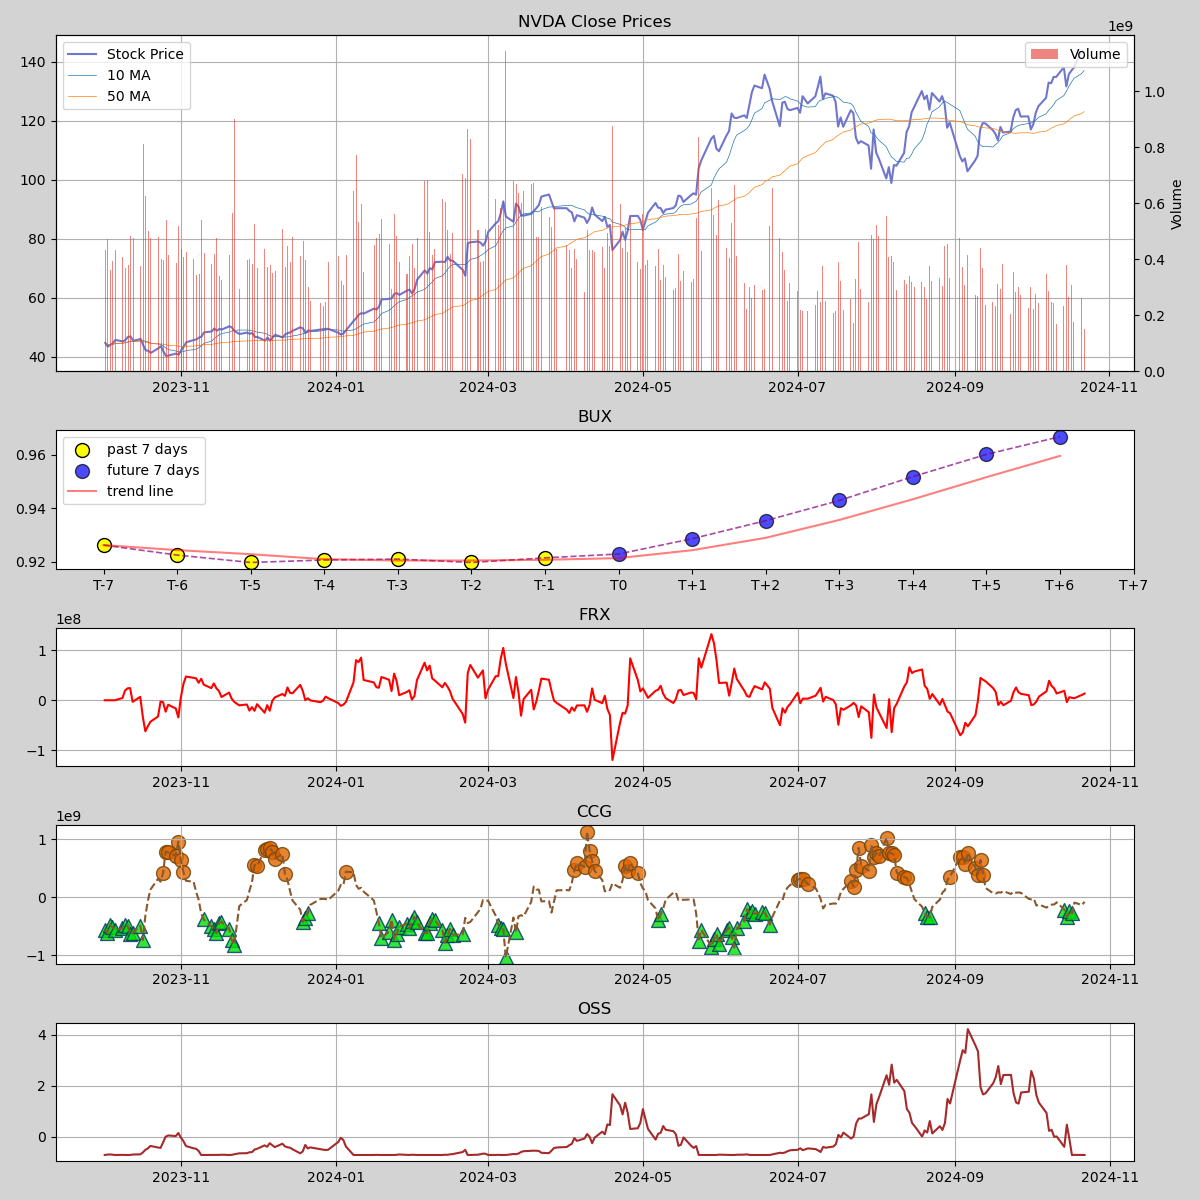 NVDA Close Prices
1e9
Stock Price
10 MA
50 MA
Volume
140
120
100
80
60
40
1.0
0.8
0.6
0.4
0.2
0.0
Volume
2023-11 2024-01 2024-03 2024-05 2024-07 2024-09 2024-11
BUX
past 7 days
future 7 days
trend line
0.96
0.94
0.92
T-7 T-6 T-5 T-4 T-3 T-2 T-1 T0 T+1 T+2 T+3 T+4 T+5 T+6 T+7
FRX
1e8
1
0
−1
2023-11 2024-01 2024-03 2024-05 2024-07 2024-09 2024-11
CCG
1e9
1
0
−1
2023-11 2024-01 2024-03 2024-05 2024-07 2024-09 2024-11
OSS
4
2
0
2023-11 2024-01 2024-03 2024-05 2024-07 2024-09 2024-11